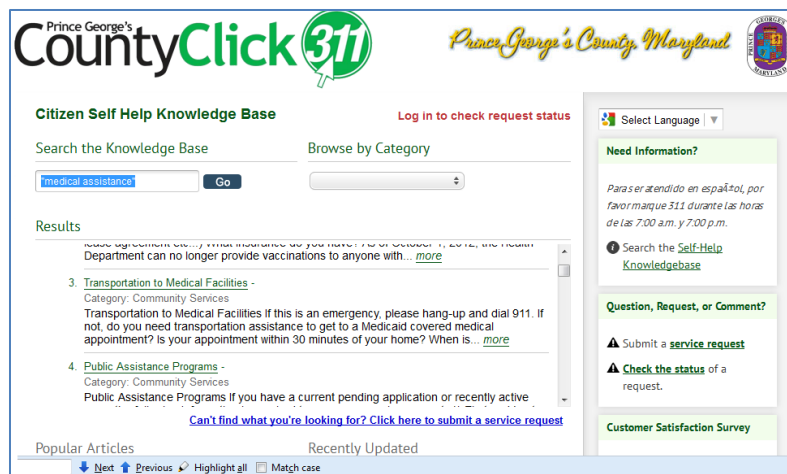 Prince George's
CountyClick 311
Prince George's County, Maryland
Citizen Self Help Knowledge Base
Log in to check request status
Search the Knowledge Base
Browse by Category
"medical assistance"
Go
Results
lease agreement etc...) What insurance do you have? As of October 1, 2012, the Health
Department can no longer provide vaccinations to anyone with... more
3. Transportation to Medical Facilities -
Category: Community Services
Transportation to Medical Facilities If this is an emergency, please hang-up and dial 911. If
not, do you need transportation assistance to get to a Medicaid covered medical
appointment? Is your appointment within 30 minutes of your home? When is... more
4. Public Assistance Programs -
Category: Community Services
Public Assistance Programs If you have a current pending application or recently active
Can't find what you're looking for? Click here to submit a service request
Popular Articles
Recently Updated
Select Language
Need Information?
Para ser atendido en espaÃ±ol, por
favor marque 311 durante las horas
de las 7:00 a.m. y 7:00 p.m.
Search the Self-Help
Knowledgebase
Question, Request, or Comment?
Submit a service request
Check the status of a
request.
Customer Satisfaction Survey
Next Previous Highlight all Match case